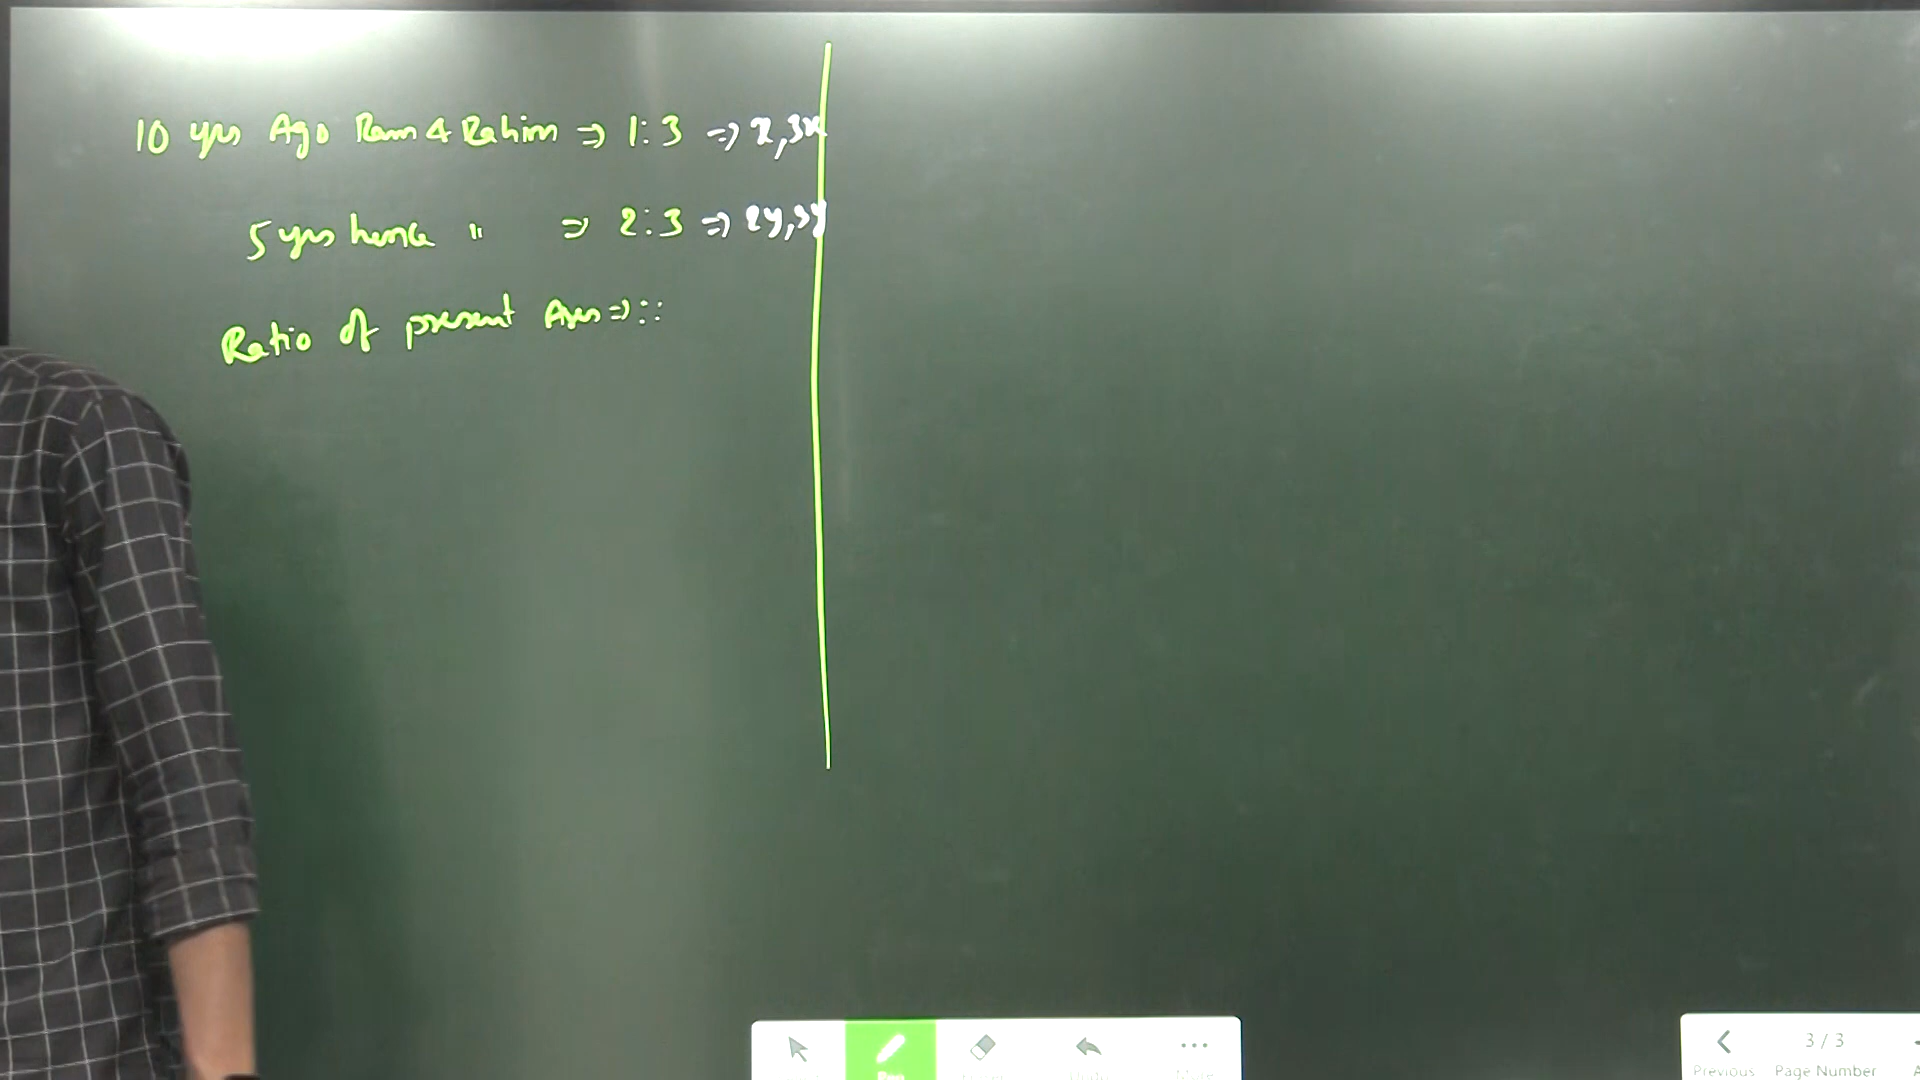 10 yrs Ago Ram & Rahim ⇒ 1:3 ⇒ x,3x
5 yrs hence " ⇒ 2:3 ⇒ 2y,3y
Ratio of present Ages ⇒ ::
3 / 3
Previous Page Number